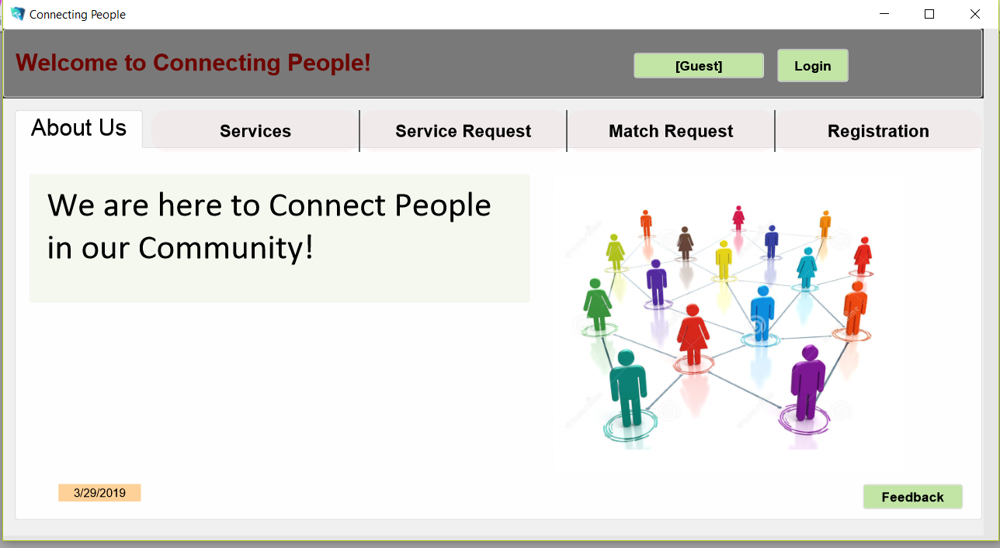 Connecting People
Welcome to Connecting People!
[Guest]
Login
About Us
Services
Service Request
Match Request
Registration
We are here to Connect People
in our Community!
3/29/2019
Feedback